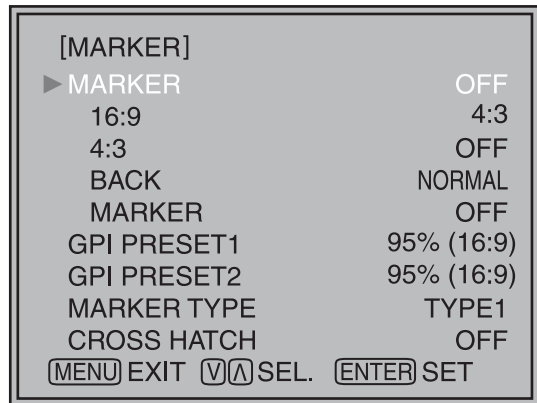 [MARKER]
MARKER OFF
16:9 4:3
4:3 OFF
BACK NORMAL
MARKER OFF
GPI PRESET1 95% (16:9)
GPI PRESET2 95% (16:9)
MARKER TYPE TYPE1
CROSS HATCH OFF
MENU EXIT V Λ SEL. ENTER SET